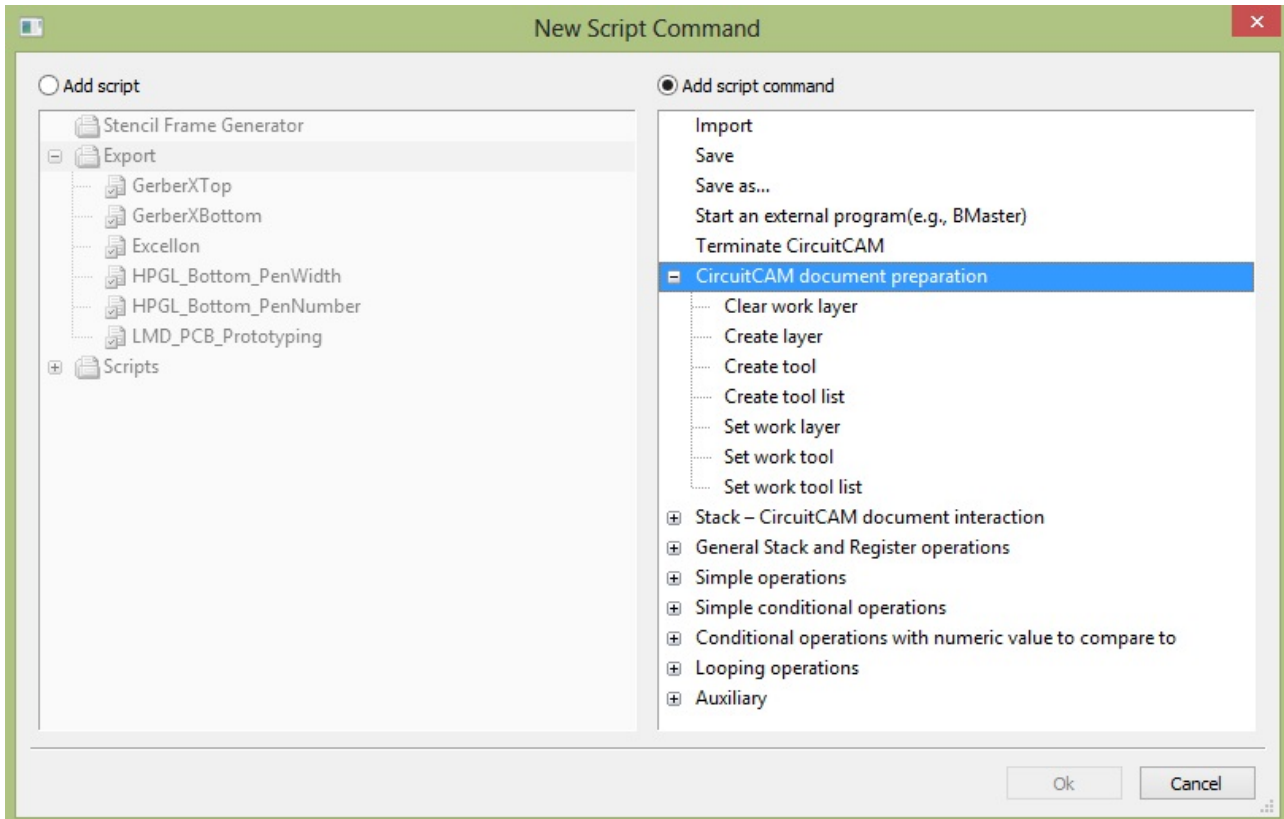 New Script Command
Add script
Stencil Frame Generator
Export
GerberXTop
GerberXBottom
Excellon
HPGL_Bottom_PenWidth
HPGL_Bottom_PenNumber
LMD_PCB_Prototyping
Scripts
Add script command
Import
Save
Save as...
Start an external program(e.g., BMaster)
Terminate CircuitCAM
CircuitCAM document preparation
Clear work layer
Create layer
Create tool
Create tool list
Set work layer
Set work tool
Set work tool list
Stack – CircuitCAM document interaction
General Stack and Register operations
Simple operations
Simple conditional operations
Conditional operations with numeric value to compare to
Looping operations
Auxiliary
Ok
Cancel